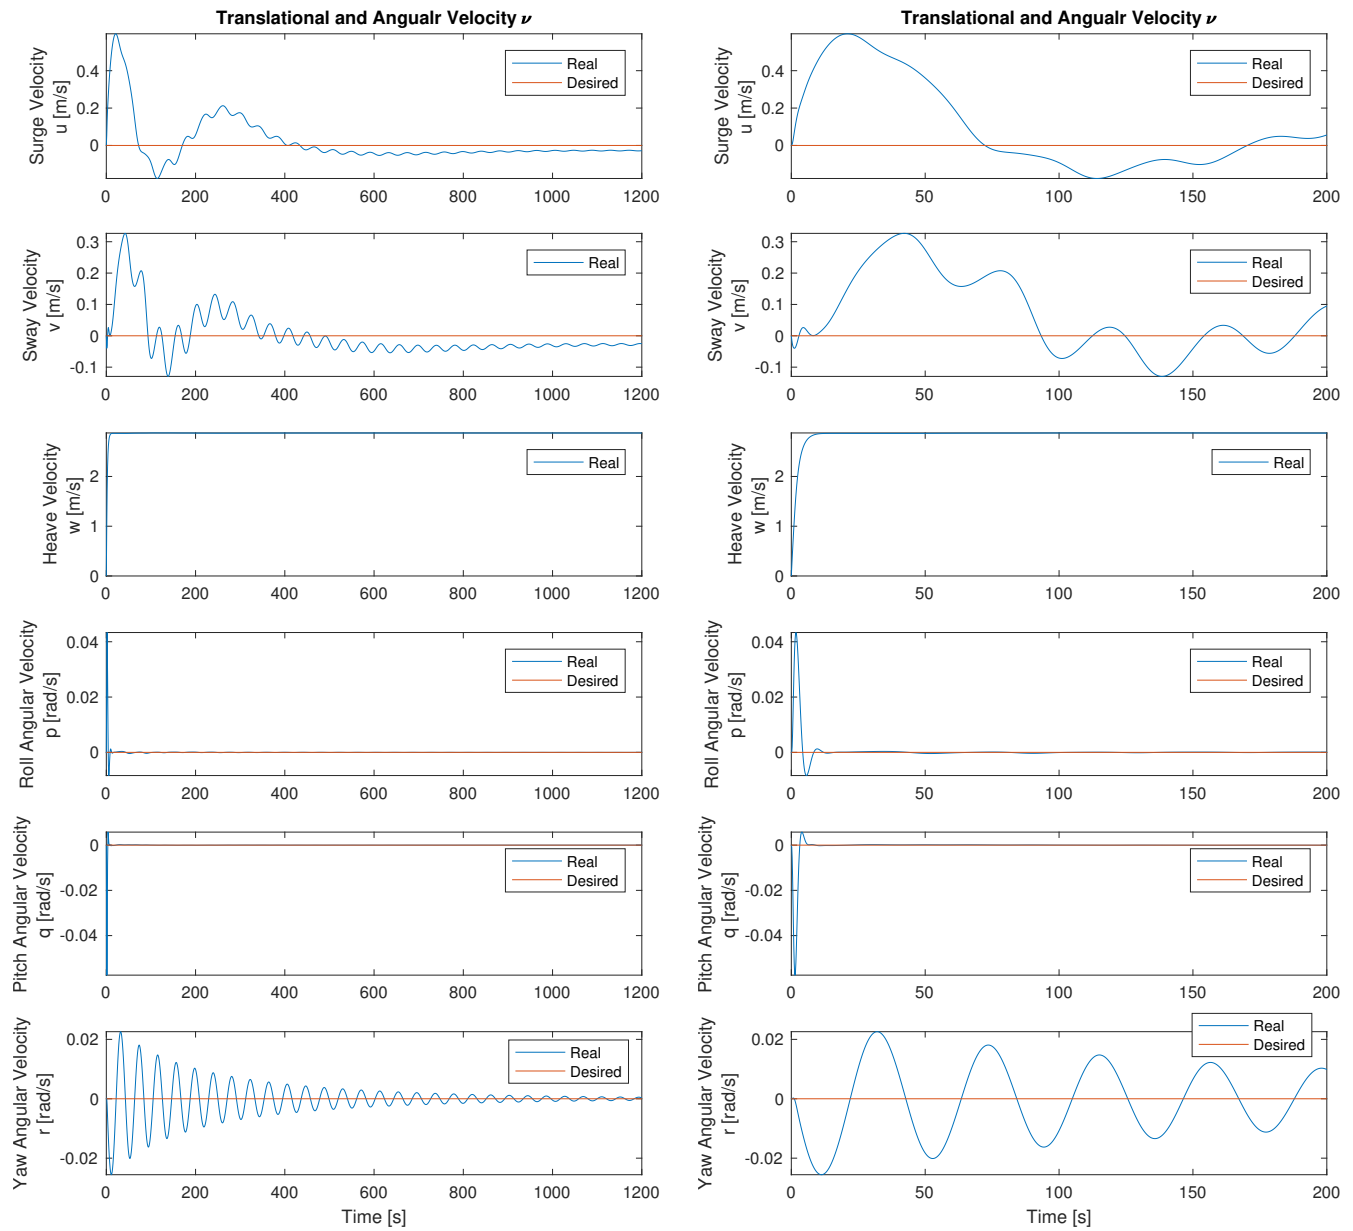 Translational and Angualr Velocity ν
Surge Velocity
u [m/s]
0.4
0.2
0
Real
Desired
0 200 400 600 800 1000 1200
Sway Velocity
v [m/s]
0.3
0.2
0.1
0
-0.1
Real
0 200 400 600 800 1000 1200
Heave Velocity
w [m/s]
2
1
0
Real
0 200 400 600 800 1000 1200
Roll Angular Velocity
p [rad/s]
0.04
0.02
0
Real
Desired
0 200 400 600 800 1000 1200
Pitch Angular Velocity
q [rad/s]
0
-0.02
-0.04
Real
Desired
0 200 400 600 800 1000 1200
Yaw Angular Velocity
r [rad/s]
0.02
0
-0.02
Real
Desired
0 200 400 600 800 1000 1200
Time [s]
Translational and Angualr Velocity ν
Surge Velocity
u [m/s]
0.4
0.2
0
Real
Desired
0 50 100 150 200
Sway Velocity
v [m/s]
0.3
0.2
0.1
0
-0.1
Real
Desired
0 50 100 150 200
Heave Velocity
w [m/s]
2
1
0
Real
0 50 100 150 200
Roll Angular Velocity
p [rad/s]
0.04
0.02
0
Real
Desired
0 50 100 150 200
Pitch Angular Velocity
q [rad/s]
0
-0.02
-0.04
Real
Desired
0 50 100 150 200
Yaw Angular Velocity
r [rad/s]
0.02
0
-0.02
Real
Desired
0 50 100 150 200
Time [s]